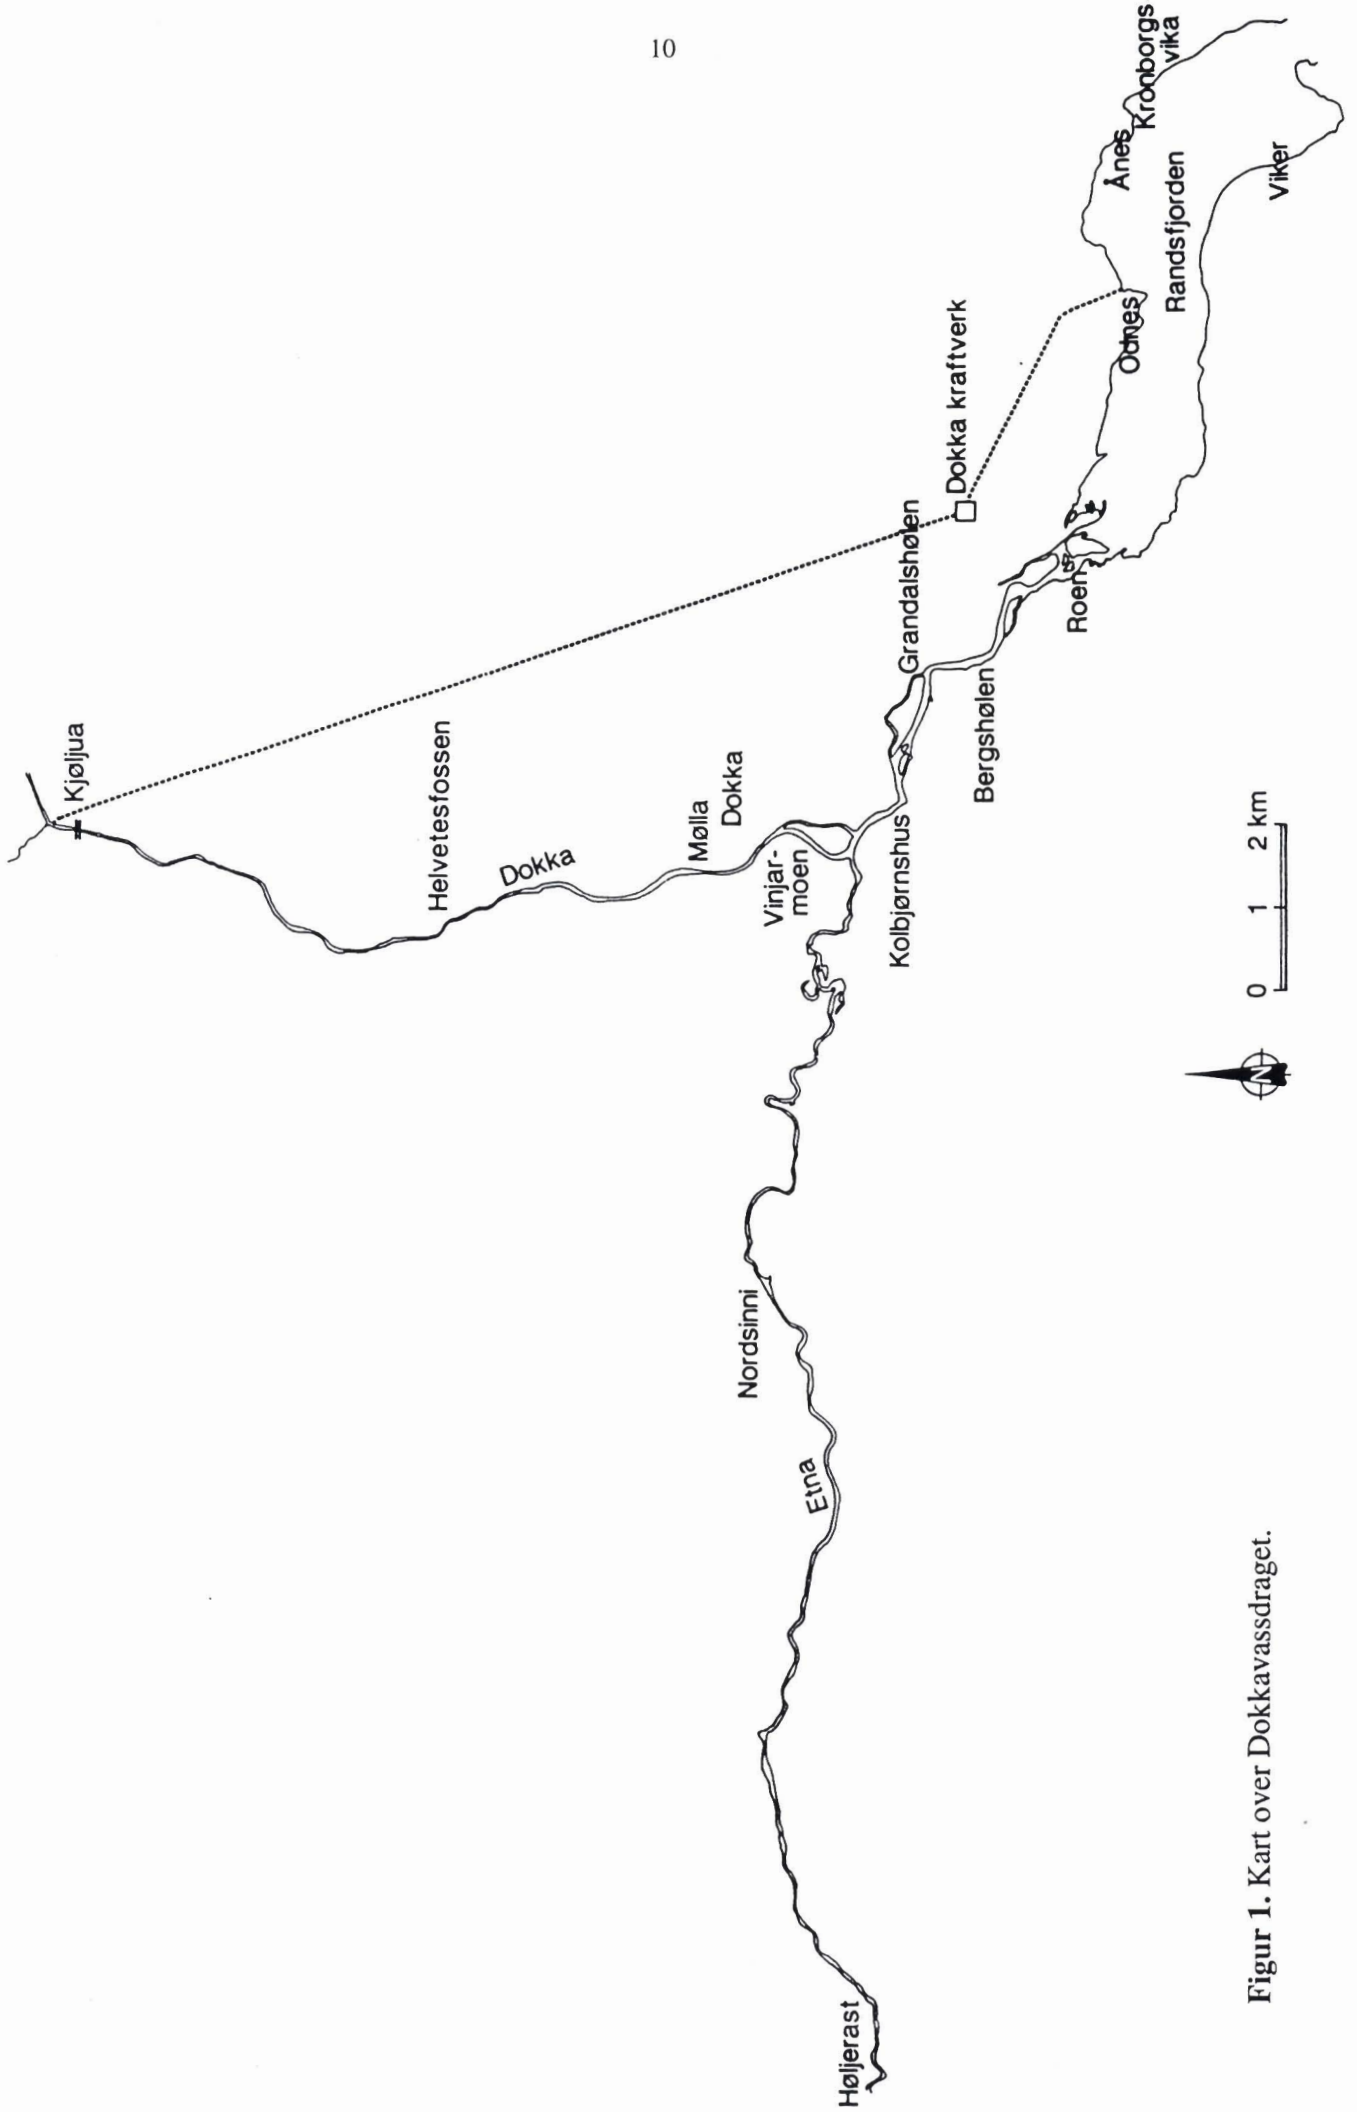 10
Kjøljua
Helvetesfossen
Dokka
Mølla
Dokka
Vinjar-
moen
Kolbjørnshus
Grandalshølen
Bergshølen
Dokka kraftverk
Roen
Odnes
Randsfjorden
Ånes
Kronborgs
vika
Viker
Nordsinni
Etna
Høljerast
0 1 2 km
N
Figur 1. Kart over Dokkavassdraget.